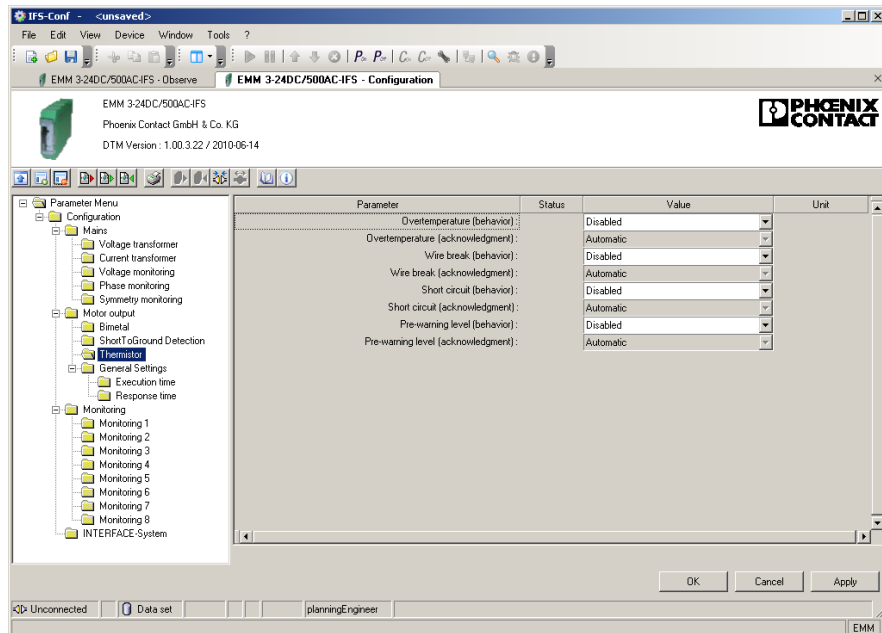 IFS-Conf - <unsaved>
File Edit View Device Window Tools ?
EMM 3-24DC/500AC-IFS - Observe
EMM 3-24DC/500AC-IFS - Configuration
EMM 3-24DC/500AC-IFS
Phoenix Contact GmbH & Co. KG
DTM Version : 1.00.3.22 / 2010-06-14
PHŒNIX
CONTACT
Parameter Menu
Configuration
Mains
Voltage transformer
Current transformer
Voltage monitoring
Phase monitoring
Symmetry monitoring
Motor output
Bimetal
ShortToGround Detection
Thermistor
General Settings
Execution time
Response time
Monitoring
Monitoring 1
Monitoring 2
Monitoring 3
Monitoring 4
Monitoring 5
Monitoring 6
Monitoring 7
Monitoring 8
INTERFACE-System
Parameter Status Value Unit
Overtemperature (behavior) : Disabled
Overtemperature (acknowledgment) : Automatic
Wire break (behavior) : Disabled
Wire break (acknowledgment) : Automatic
Short circuit (behavior) : Disabled
Short circuit (acknowledgment) : Automatic
Pre-warning level (behavior) : Disabled
Pre-warning level (acknowledgment) : Automatic
OK Cancel Apply
Unconnected Data set planningEngineer
EMM